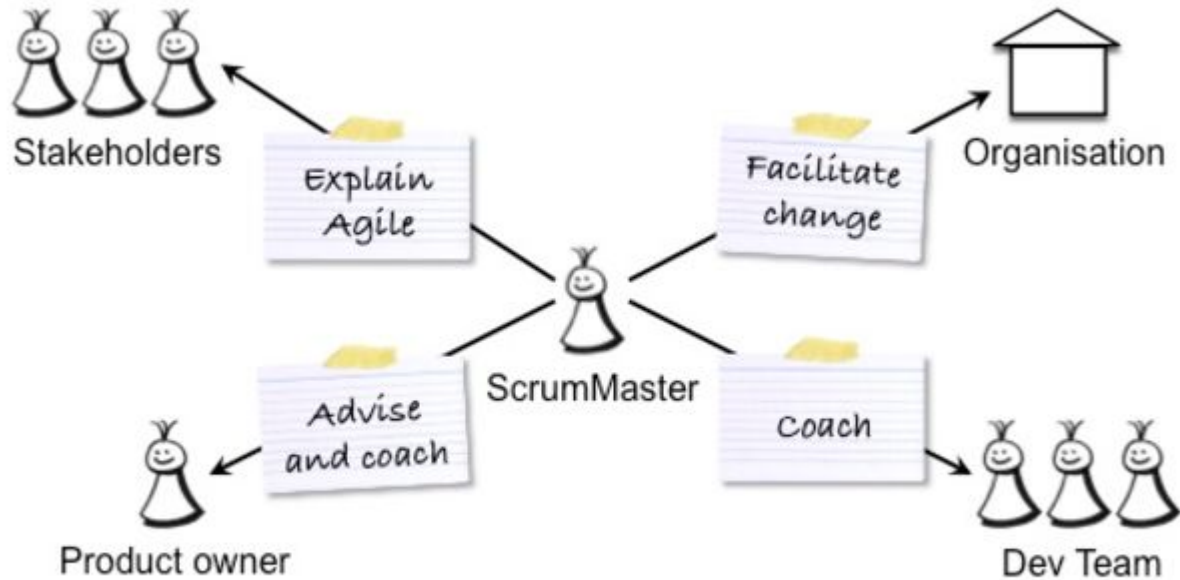 Stakeholders
Explain
Agile
Facilitate
change
Organisation
ScrumMaster
Advise
and coach
Coach
Product owner
Dev Team